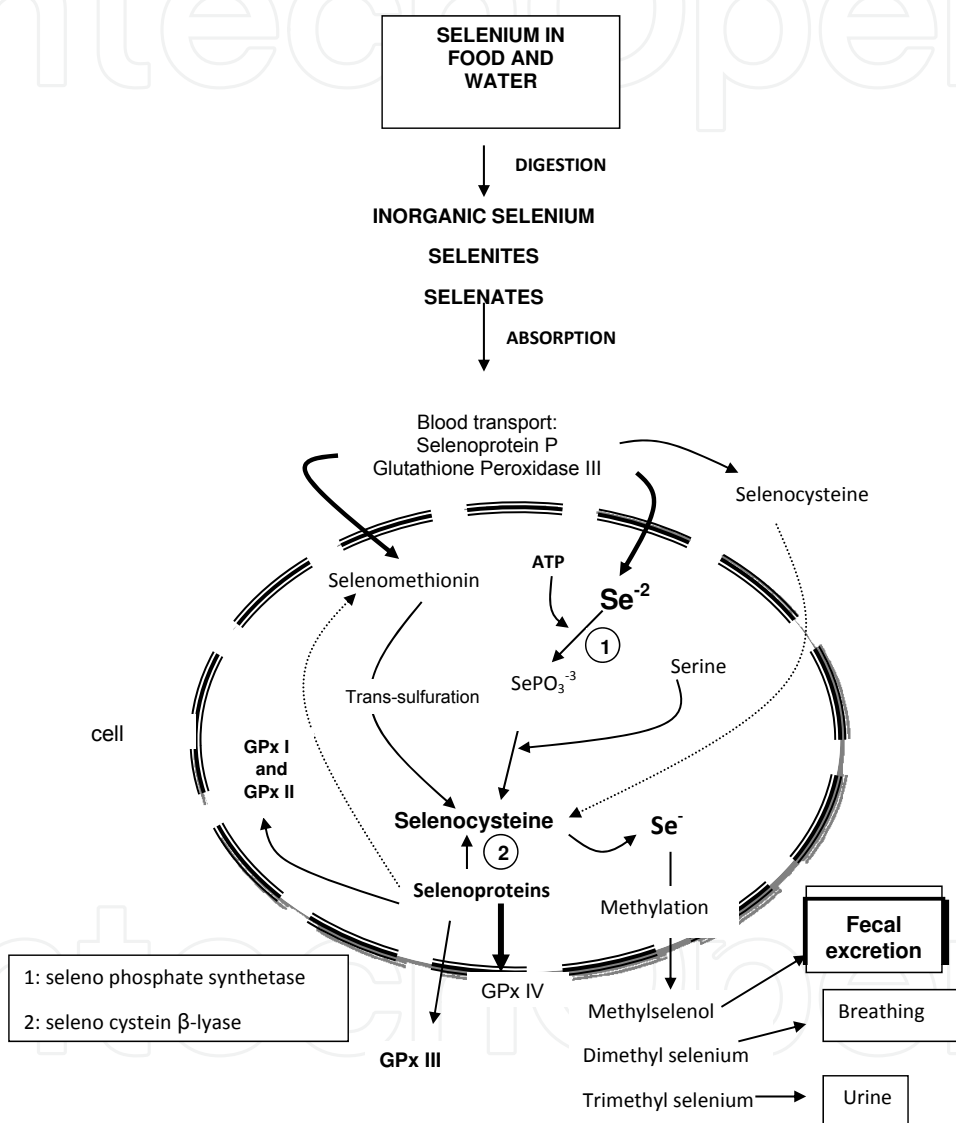 SELENIUM IN
FOOD AND
WATER
DIGESTION
INORGANIC SELENIUM
SELENITES
SELENATES
ABSORPTION
Blood transport:
Selenoprotein P
Glutathione Peroxidase III
Selenocysteine
ATP
Selenomethionin
Se⁻²
1
SePO₃⁻³
Serine
Trans-sulfuration
cell
GPx I
and
GPx II
Selenocysteine
Se⁻
2
Selenoproteins
Methylation
Fecal
excretion
1: seleno phosphate synthetase
2: seleno cystein β-lyase
GPx IV
Methylselenol
Breathing
GPx III
Dimethyl selenium
Trimethyl selenium
Urine